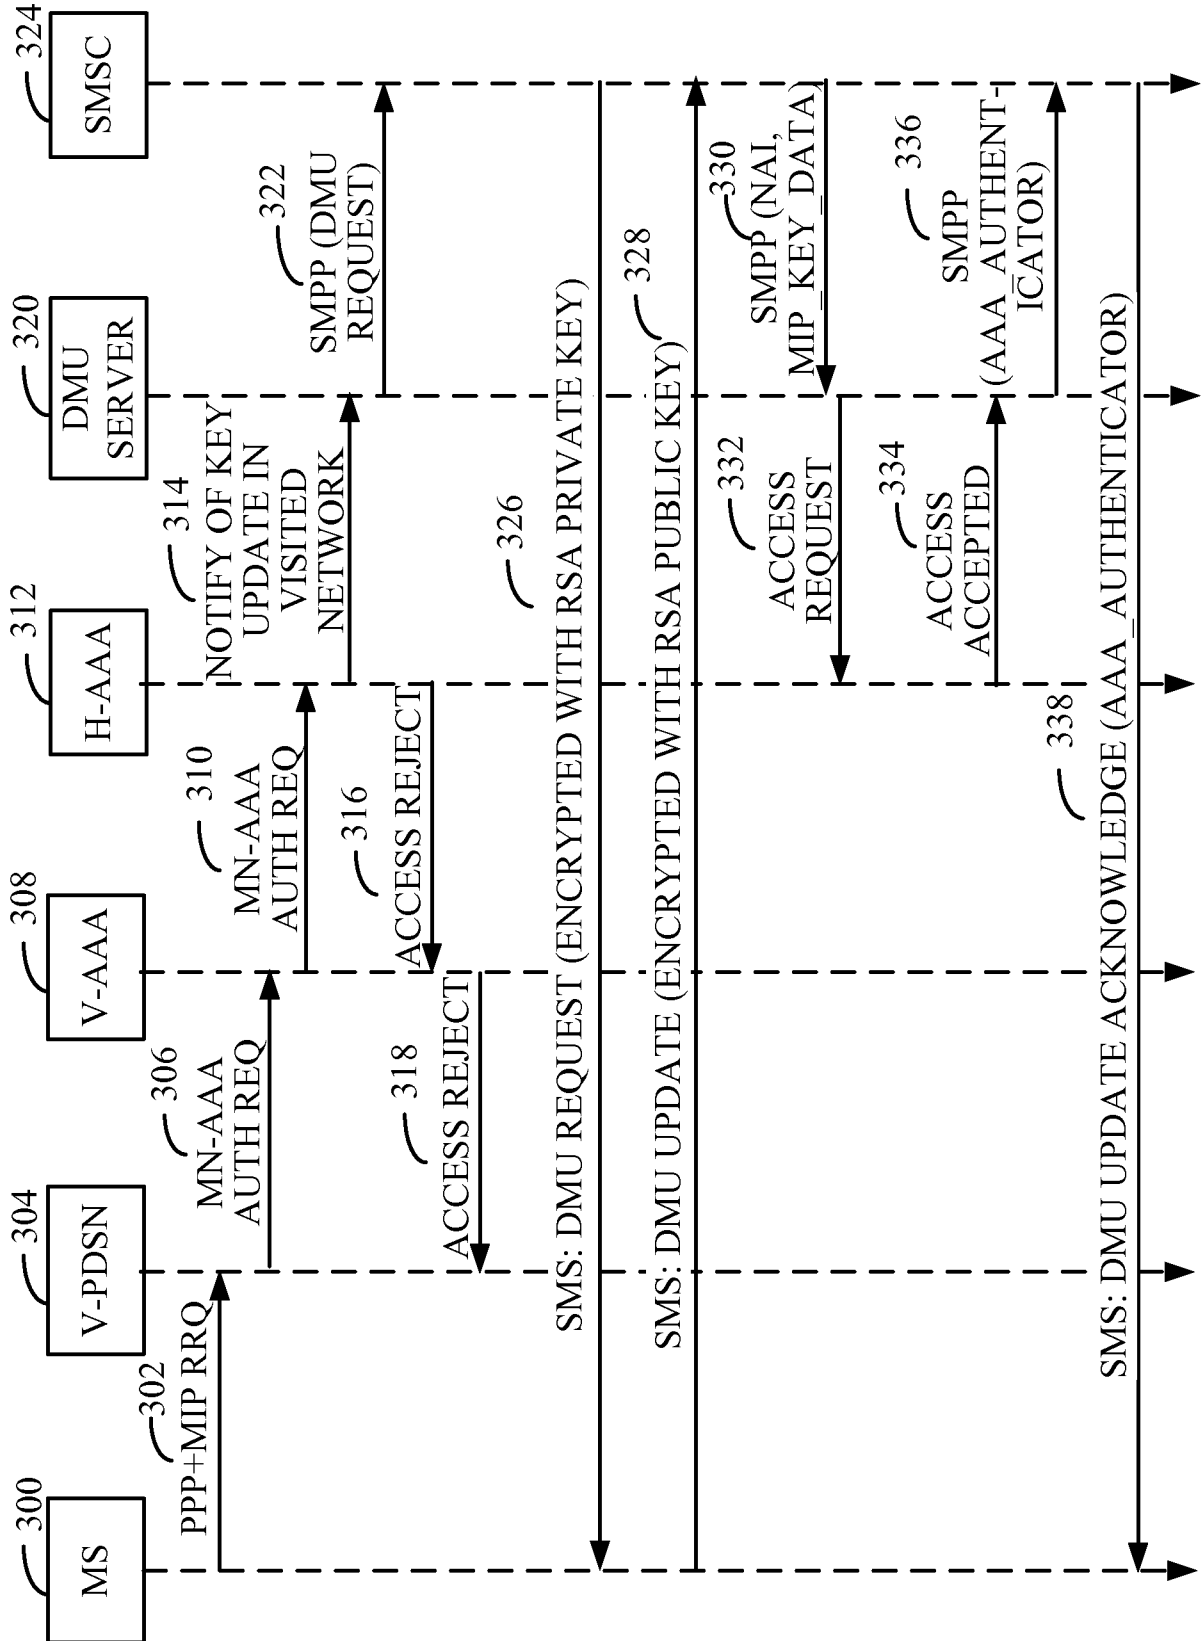 300
MS
304
V-PDSN
308
V-AAA
312
H-AAA
320
DMU
SERVER
324
SMSC
302
PPP+MIP RRQ
306
MN-AAA
AUTH REQ
310
MN-AAA
AUTH REQ
314
NOTIFY OF KEY
UPDATE IN
VISITED
NETWORK
322
SMPP (DMU
REQUEST)
316
ACCESS REJECT
318
ACCESS REJECT
326
SMS: DMU REQUEST (ENCRYPTED WITH RSA PRIVATE KEY)
328
SMS: DMU UPDATE (ENCRYPTED WITH RSA PUBLIC KEY)
330
SMPP (NAI,
MIP_KEY_DATA)
332
ACCESS
REQUEST
334
ACCESS
ACCEPTED
336
SMPP
(AAA_AUTHENT-
ICATOR)
338
SMS: DMU UPDATE ACKNOWLEDGE (AAA_AUTHENTICATOR)